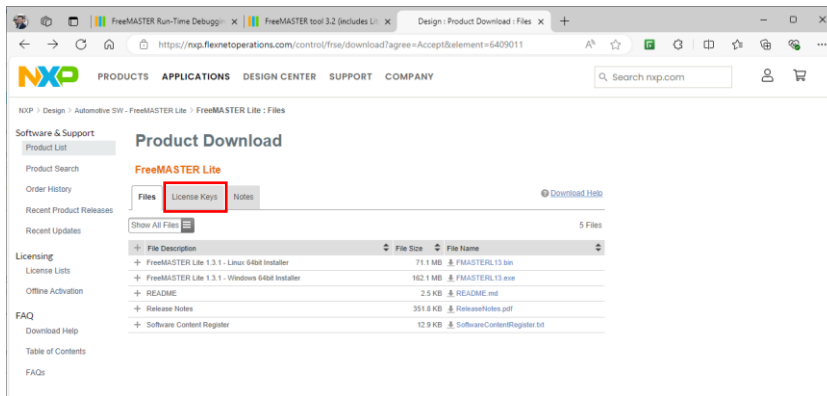 FreeMASTER Run-Time Debugging
FreeMASTER tool 3.2 (includes Lit
Design : Product Download : Files
https://nxp.flexnetoperations.com/control/frse/download?agree=Accept&element=6409011
NXP
PRODUCTS APPLICATIONS DESIGN CENTER SUPPORT COMPANY
Search nxp.com
NXP > Design > Automotive SW - FreeMASTER Lite > FreeMASTER Lite : Files
Software & Support
Product List
Product Search
Order History
Recent Product Releases
Recent Updates
Licensing
License Lists
Offline Activation
FAQ
Download Help
Table of Contents
FAQs
Product Download
FreeMASTER Lite
Files License Keys Notes
Download Help
Show All Files
5 Files
File Description File Size File Name
FreeMASTER Lite 1.3.1 - Linux 64bit Installer 71.1 MB FMASTERL13.bin
FreeMASTER Lite 1.3.1 - Windows 64bit Installer 162.1 MB FMASTERL13.exe
README 2.5 KB README.md
Release Notes 351.8 KB ReleaseNotes.pdf
Software Content Register 12.9 KB SoftwareContentRegister.txt